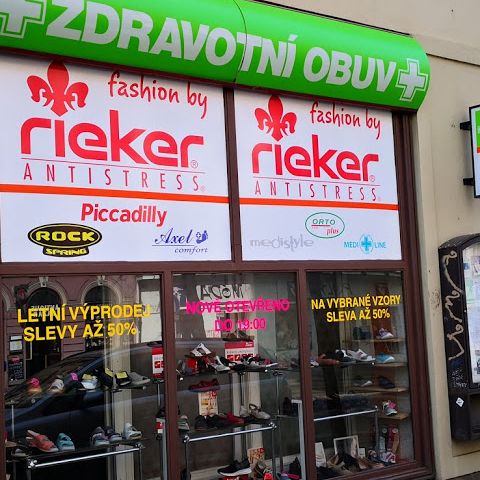 ZDRAVOTNÍ OBUV
fashion by
rieker®
ANTISTRESS®
Piccadilly
ROCK
SPRING
Axel
comfort
fashion by
rieker®
ANTISTRESS®
medistyle
ORTO
plus
MEDI LINE
LETNÍ VÝPRODEJ
SLEVY AŽ 50%
NOVĚ OTEVŘENO
DO 19:00
NA VYBRANÉ VZORY
SLEVA AŽ 50%